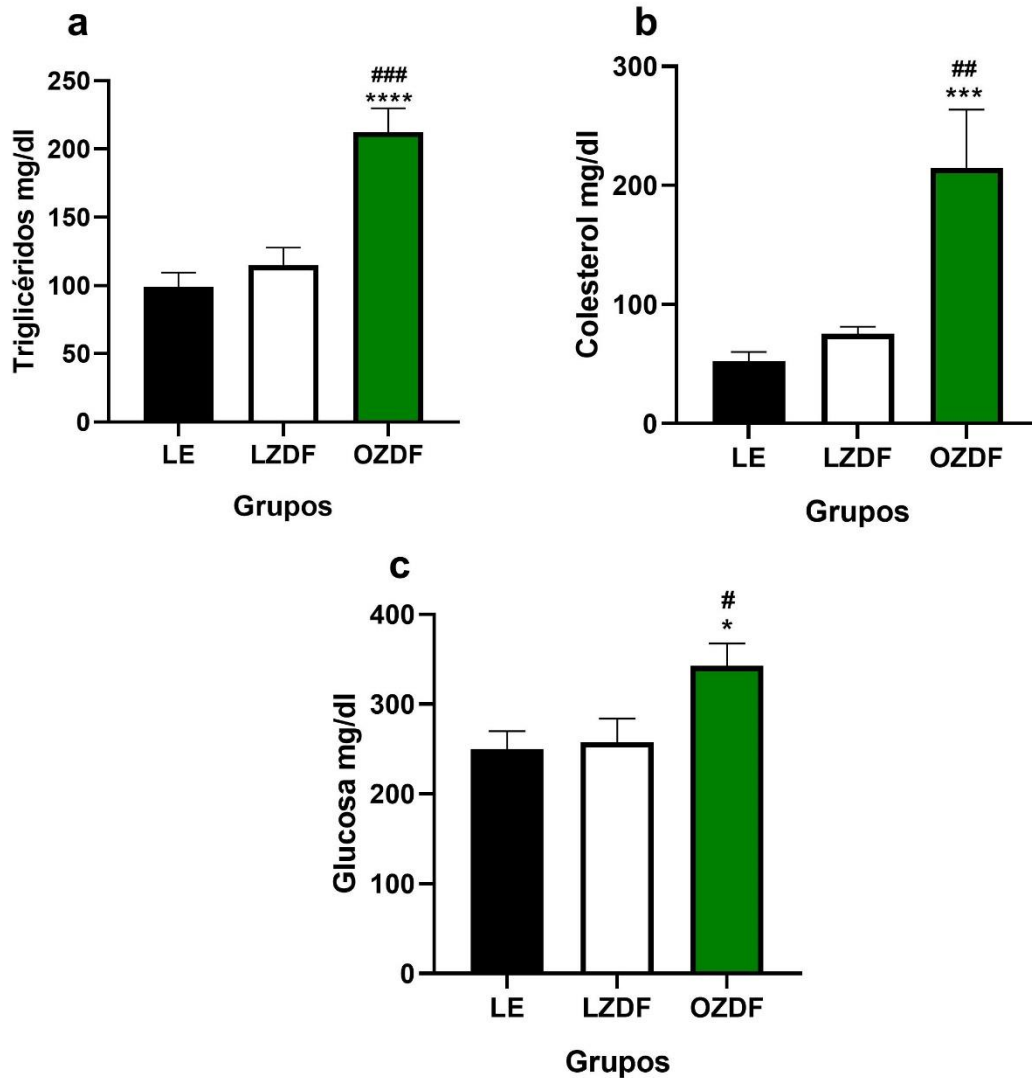 a
Triglicéridos mg/dl
250
200
150
100
50
0
###
****
LE LZDF OZDF
Grupos
b
Colesterol mg/dl
300
200
100
0
##
***
LE LZDF OZDF
Grupos
c
Glucosa mg/dl
400
300
200
100
0
#
*
LE LZDF OZDF
Grupos